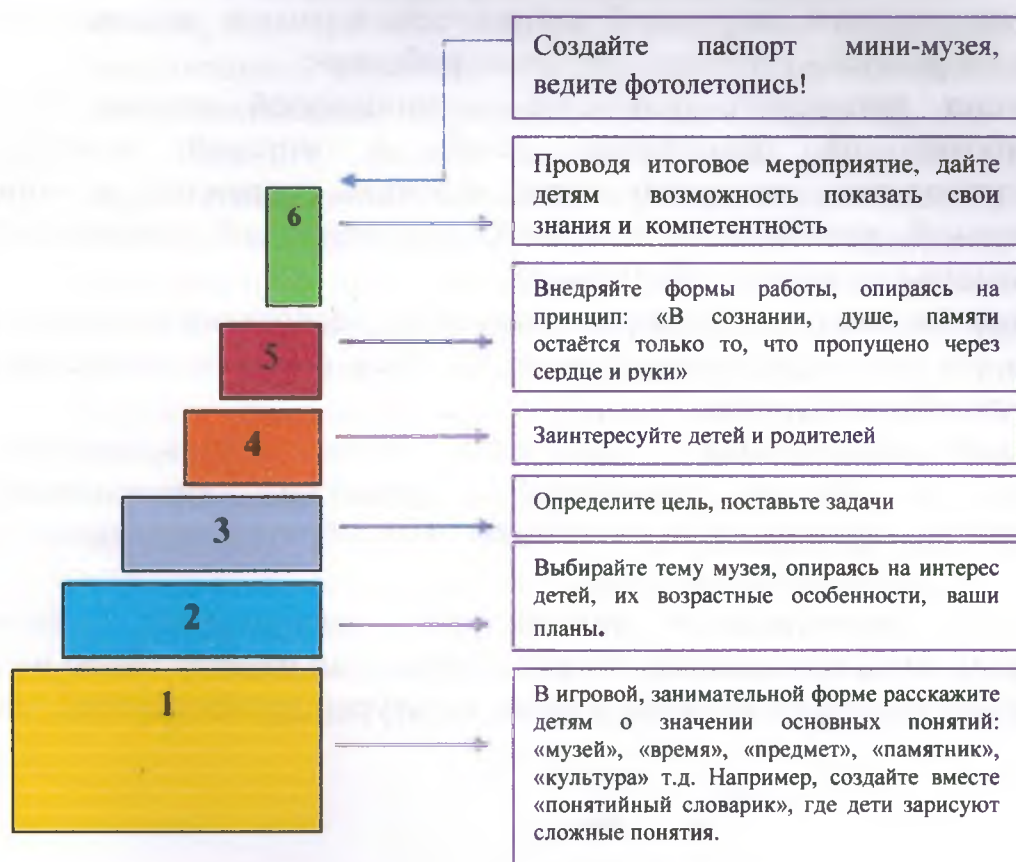 Создайте паспорт мини-музея,
ведите фотолетопись!
Проводя итоговое мероприятие, дайте
детям возможность показать свои
знания и компетентность
6
Внедряйте формы работы, опираясь на
принцип: «В сознании, душе, памяти
остаётся только то, что пропущено через
сердце и руки»
5
Заинтересуйте детей и родителей
4
Определите цель, поставьте задачи
3
Выбирайте тему музея, опираясь на интерес
детей, их возрастные особенности, ваши
планы.
2
В игровой, занимательной форме расскажите
детям о значении основных понятий:
«музей», «время», «предмет», «памятник»,
«культура» т.д. Например, создайте вместе
«понятийный словарик», где дети зарисуют
сложные понятия.
1